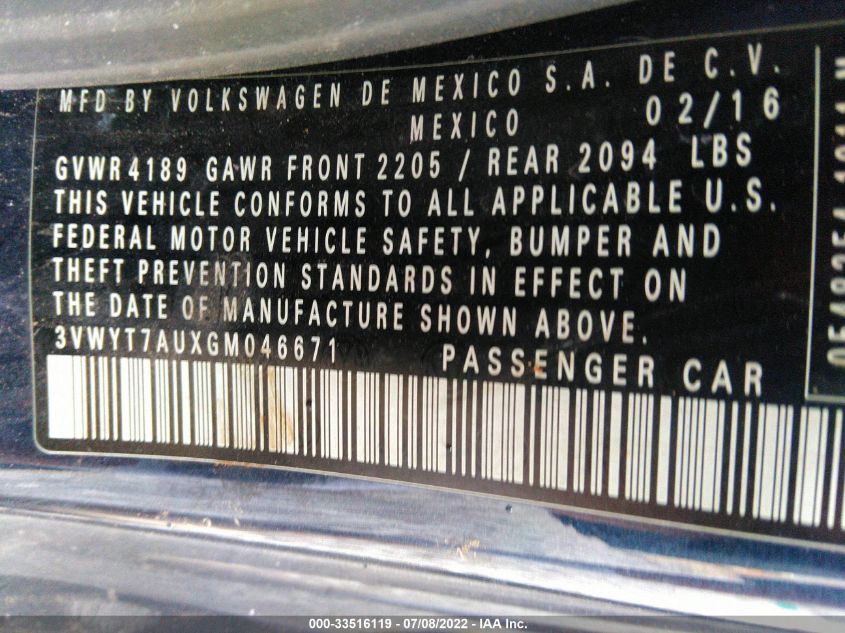 MFD BY VOLKSWAGEN DE MEXICO S.A. DE C.V.
MEXICO 02/16
GVWR 4189 GAWR FRONT 2205 / REAR 2094 LBS
THIS VEHICLE CONFORMS TO ALL APPLICABLE U.S.
FEDERAL MOTOR VEHICLE SAFETY, BUMPER AND
THEFT PREVENTION STANDARDS IN EFFECT ON
THE DATE OF MANUFACTURE SHOWN ABOVE.
3VWYT7AUXGM046671 PASSENGER CAR
000-33516119 - 07/08/2022 - IAA Inc.